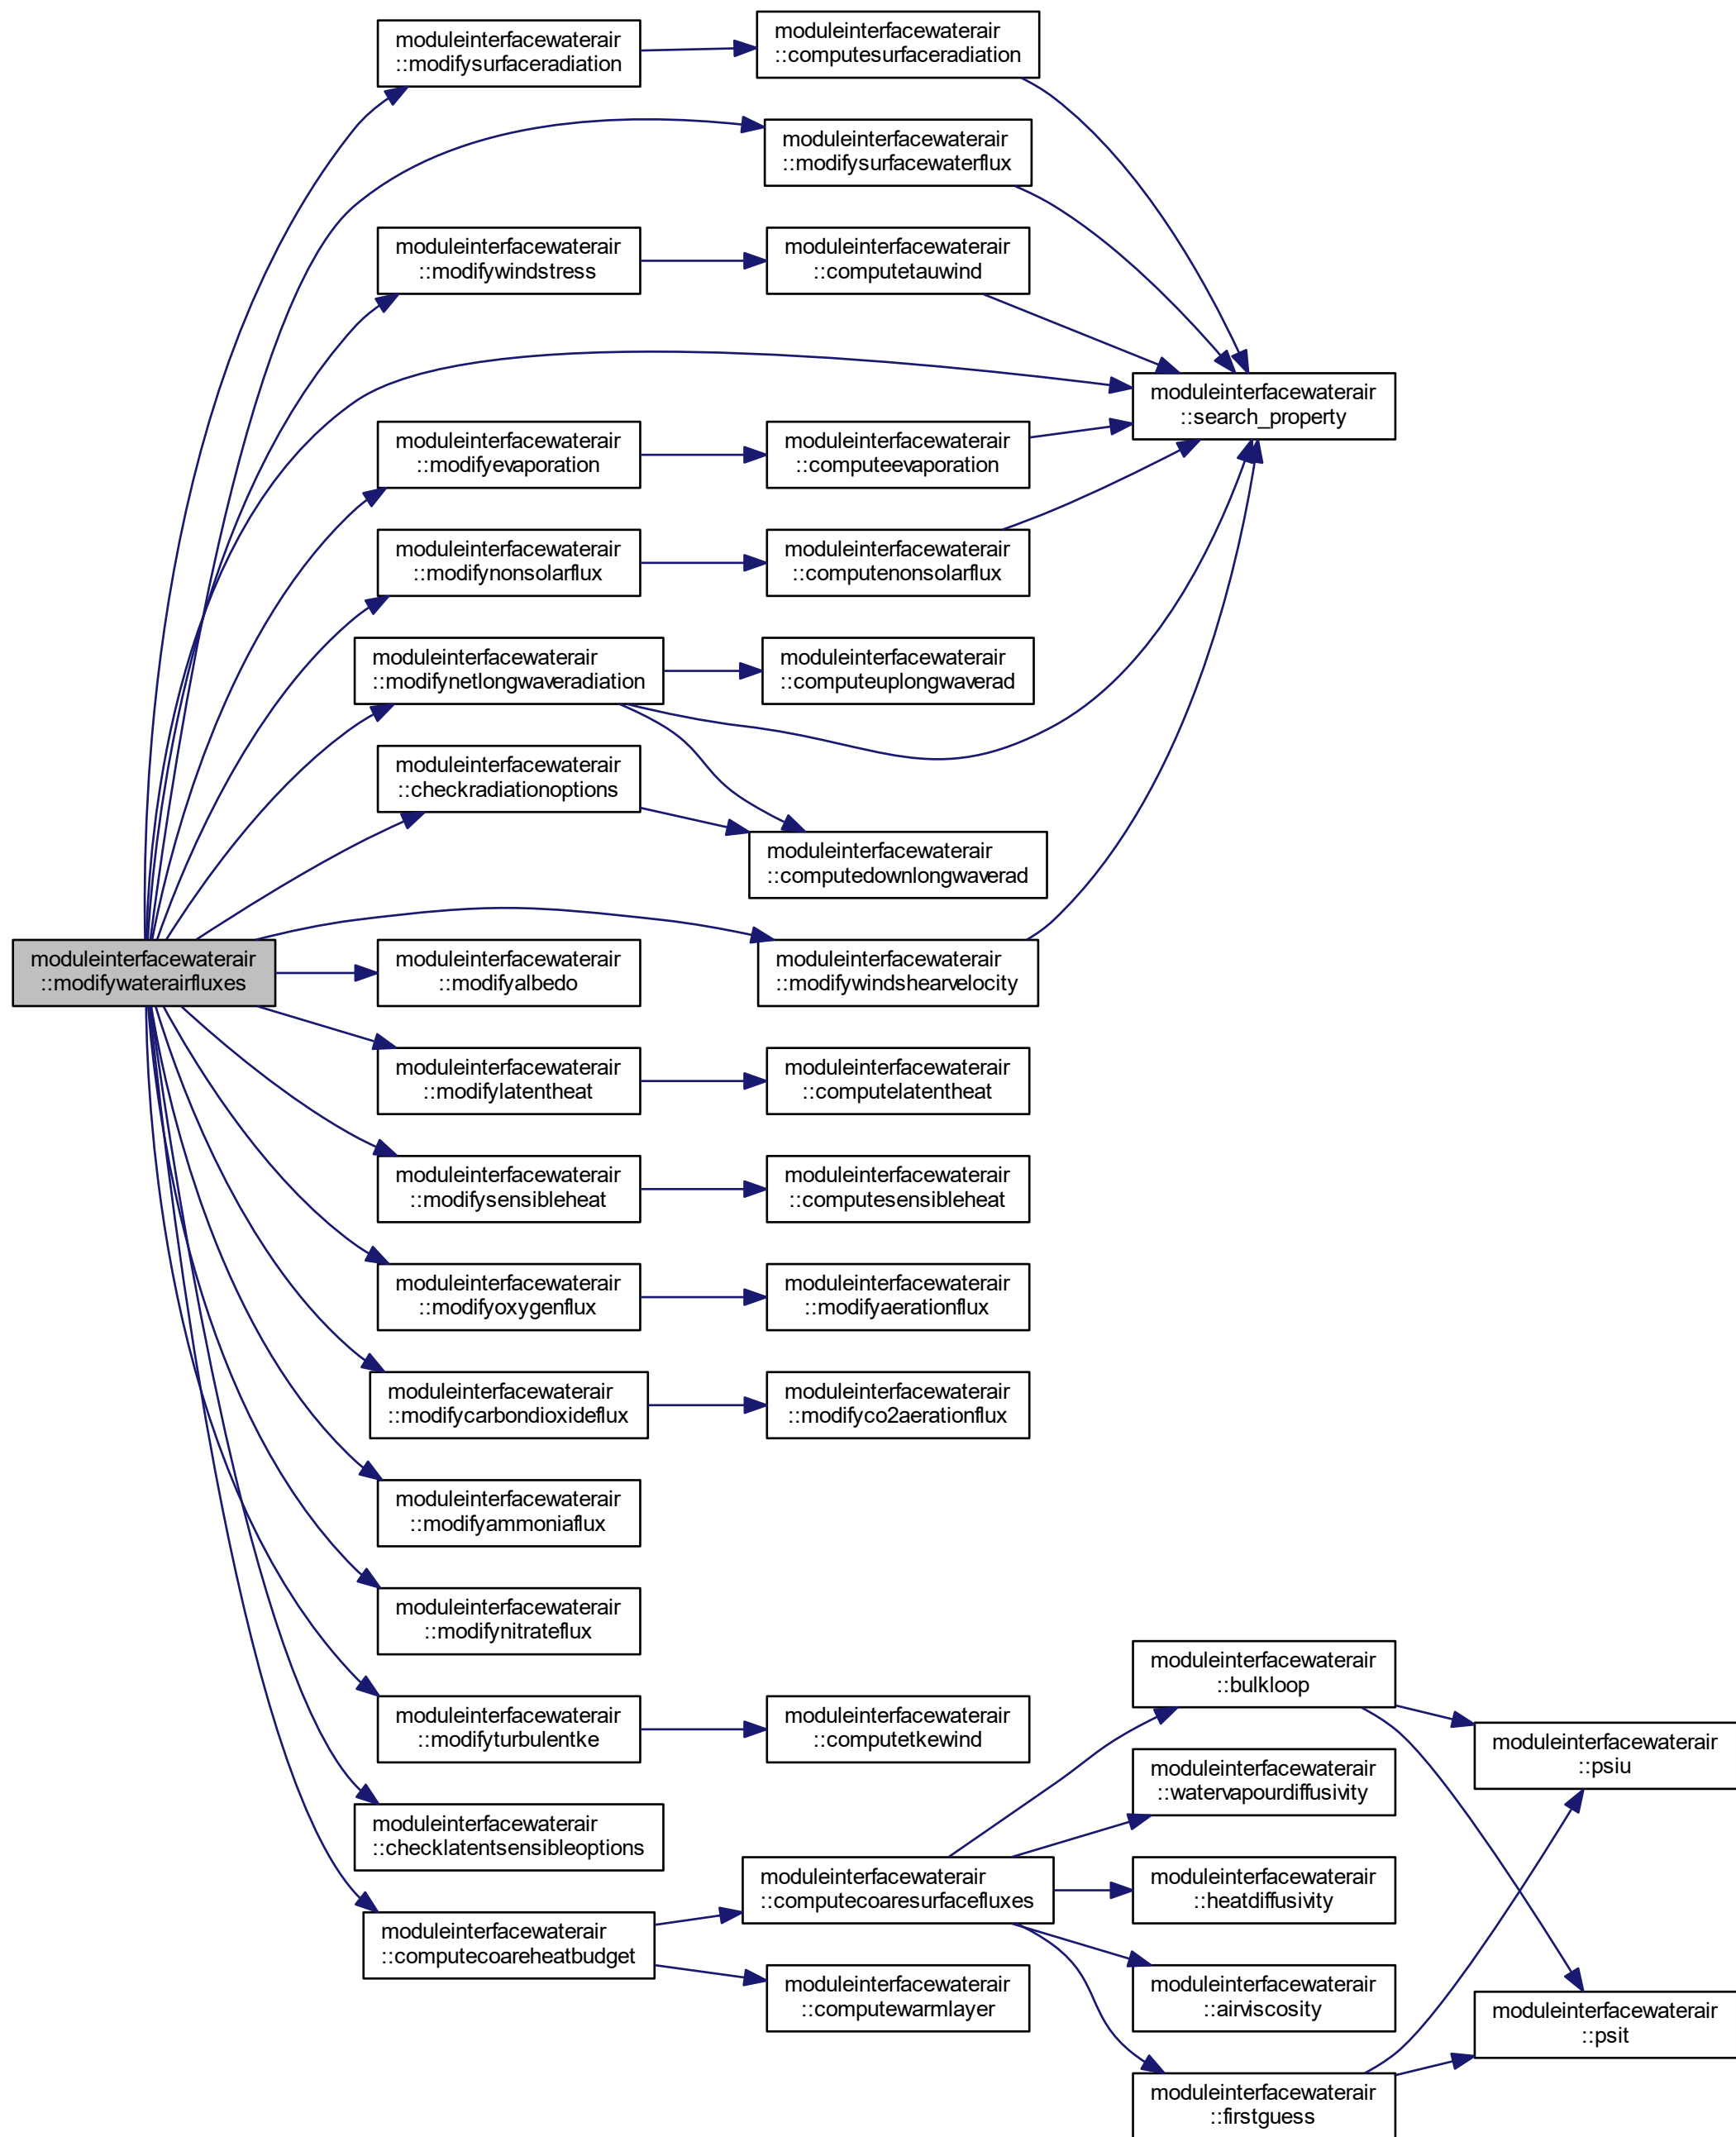 moduleinterfacewaterair
::modifysurfaceradiation
moduleinterfacewaterair
::computesurfaceradiation
moduleinterfacewaterair
::modifysurfacewaterflux
moduleinterfacewaterair
::modifywindstress
moduleinterfacewaterair
::computetauwind
moduleinterfacewaterair
::search_property
moduleinterfacewaterair
::modifyevaporation
moduleinterfacewaterair
::computeevaporation
moduleinterfacewaterair
::modifynonsolarflux
moduleinterfacewaterair
::computenonsolarflux
moduleinterfacewaterair
::modifynetlongwaveradiation
moduleinterfacewaterair
::computeuplongwaverad
moduleinterfacewaterair
::checkradiationoptions
moduleinterfacewaterair
::computedownlongwaverad
moduleinterfacewaterair
::modifywaterairfluxes
moduleinterfacewaterair
::modifyalbedo
moduleinterfacewaterair
::modifywindshearvelocity
moduleinterfacewaterair
::modifylatentheat
moduleinterfacewaterair
::computelatentheat
moduleinterfacewaterair
::modifysensibleheat
moduleinterfacewaterair
::computesensibleheat
moduleinterfacewaterair
::modifyoxygenflux
moduleinterfacewaterair
::modifyaerationflux
moduleinterfacewaterair
::modifycarbondioxideflux
moduleinterfacewaterair
::modifyco2aerationflux
moduleinterfacewaterair
::modifyammoniaflux
moduleinterfacewaterair
::modifynitrateflux
moduleinterfacewaterair
::bulkloop
moduleinterfacewaterair
::modifyturbulentke
moduleinterfacewaterair
::computetkewind
moduleinterfacewaterair
::psiu
moduleinterfacewaterair
::watervapourdiffusivity
moduleinterfacewaterair
::checklatentsensibleoptions
moduleinterfacewaterair
::computecoaresurfacefluxes
moduleinterfacewaterair
::heatdiffusivity
moduleinterfacewaterair
::computecoareheatbudget
moduleinterfacewaterair
::computewarmlayer
moduleinterfacewaterair
::airviscosity
moduleinterfacewaterair
::psit
moduleinterfacewaterair
::firstguess